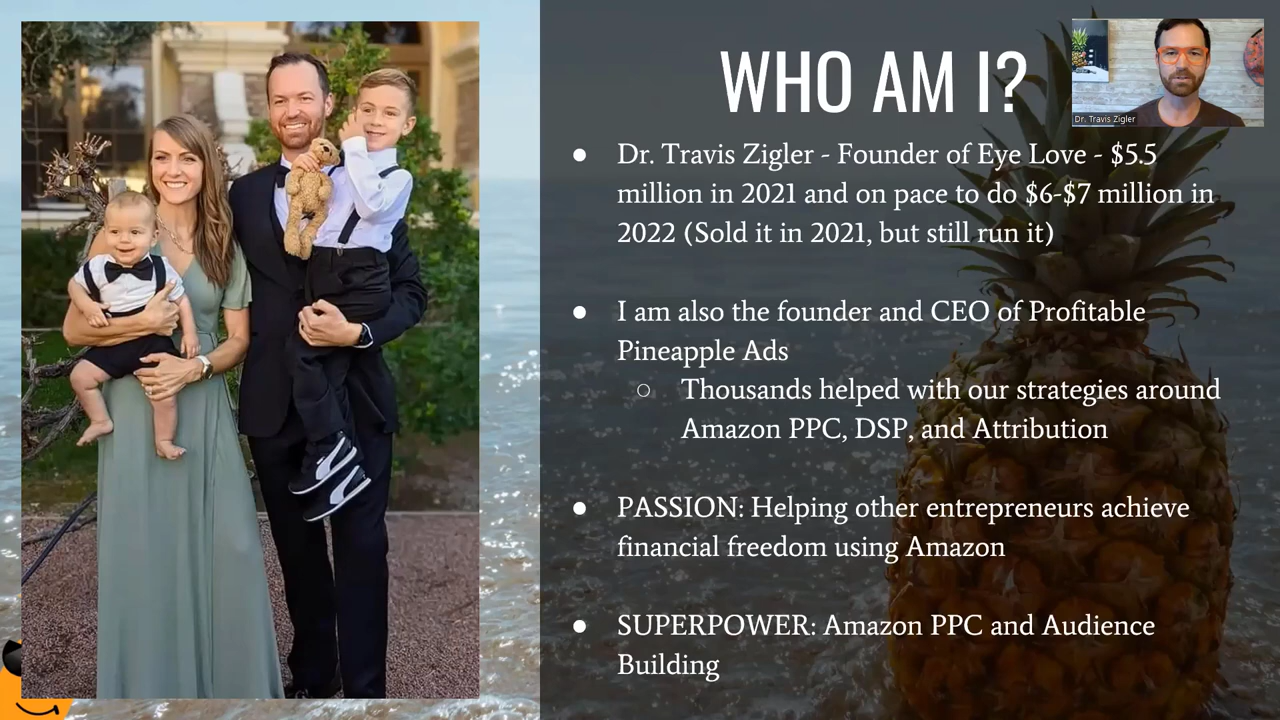 WHO AM I?
Dr. Travis Zigler
● Dr. Travis Zigler - Founder of Eye Love - $5.5
million in 2021 and on pace to do $6-$7 million in
2022 (Sold it in 2021, but still run it)
● I am also the founder and CEO of Profitable
Pineapple Ads
○ Thousands helped with our strategies around
Amazon PPC, DSP, and Attribution
● PASSION: Helping other entrepreneurs achieve
financial freedom using Amazon
● SUPERPOWER: Amazon PPC and Audience
Building